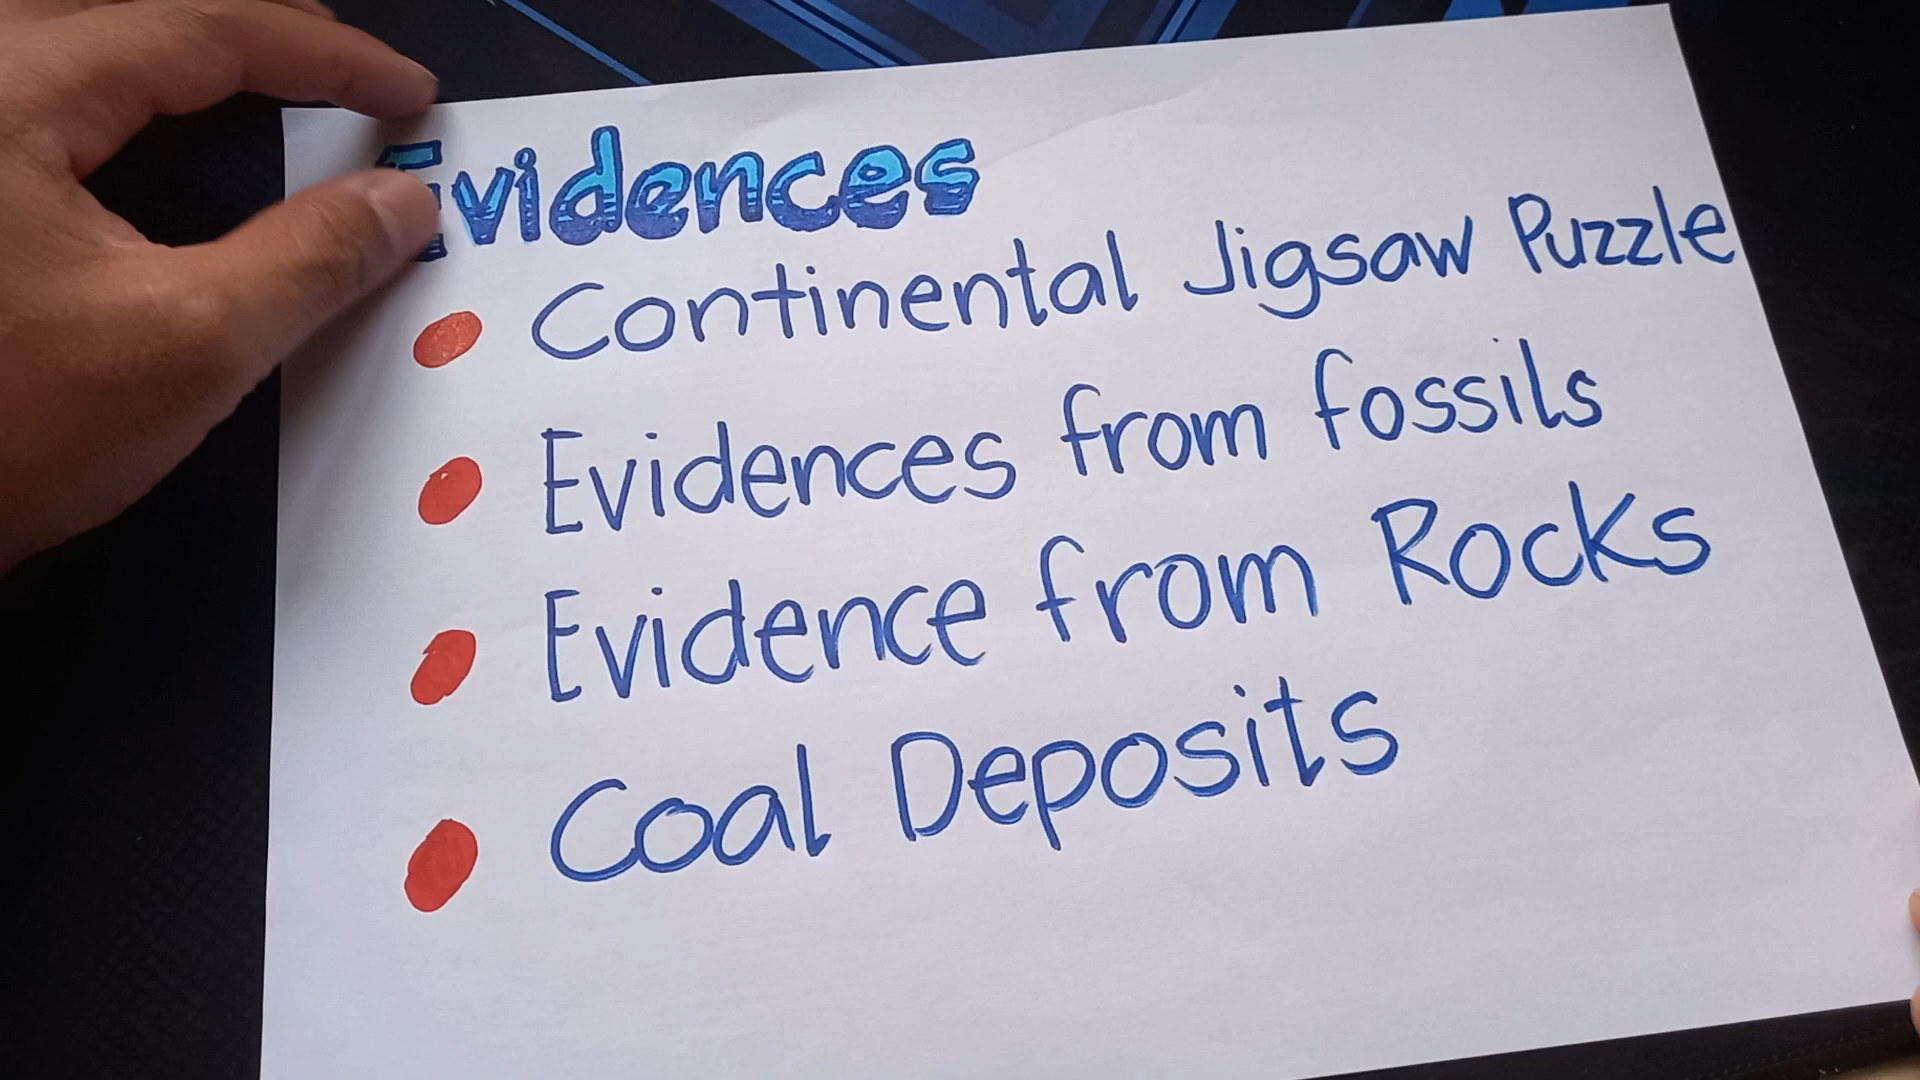 Evidences
Continental Jigsaw Puzzle
Evidences from fossils
Evidence from Rocks
Coal Deposits